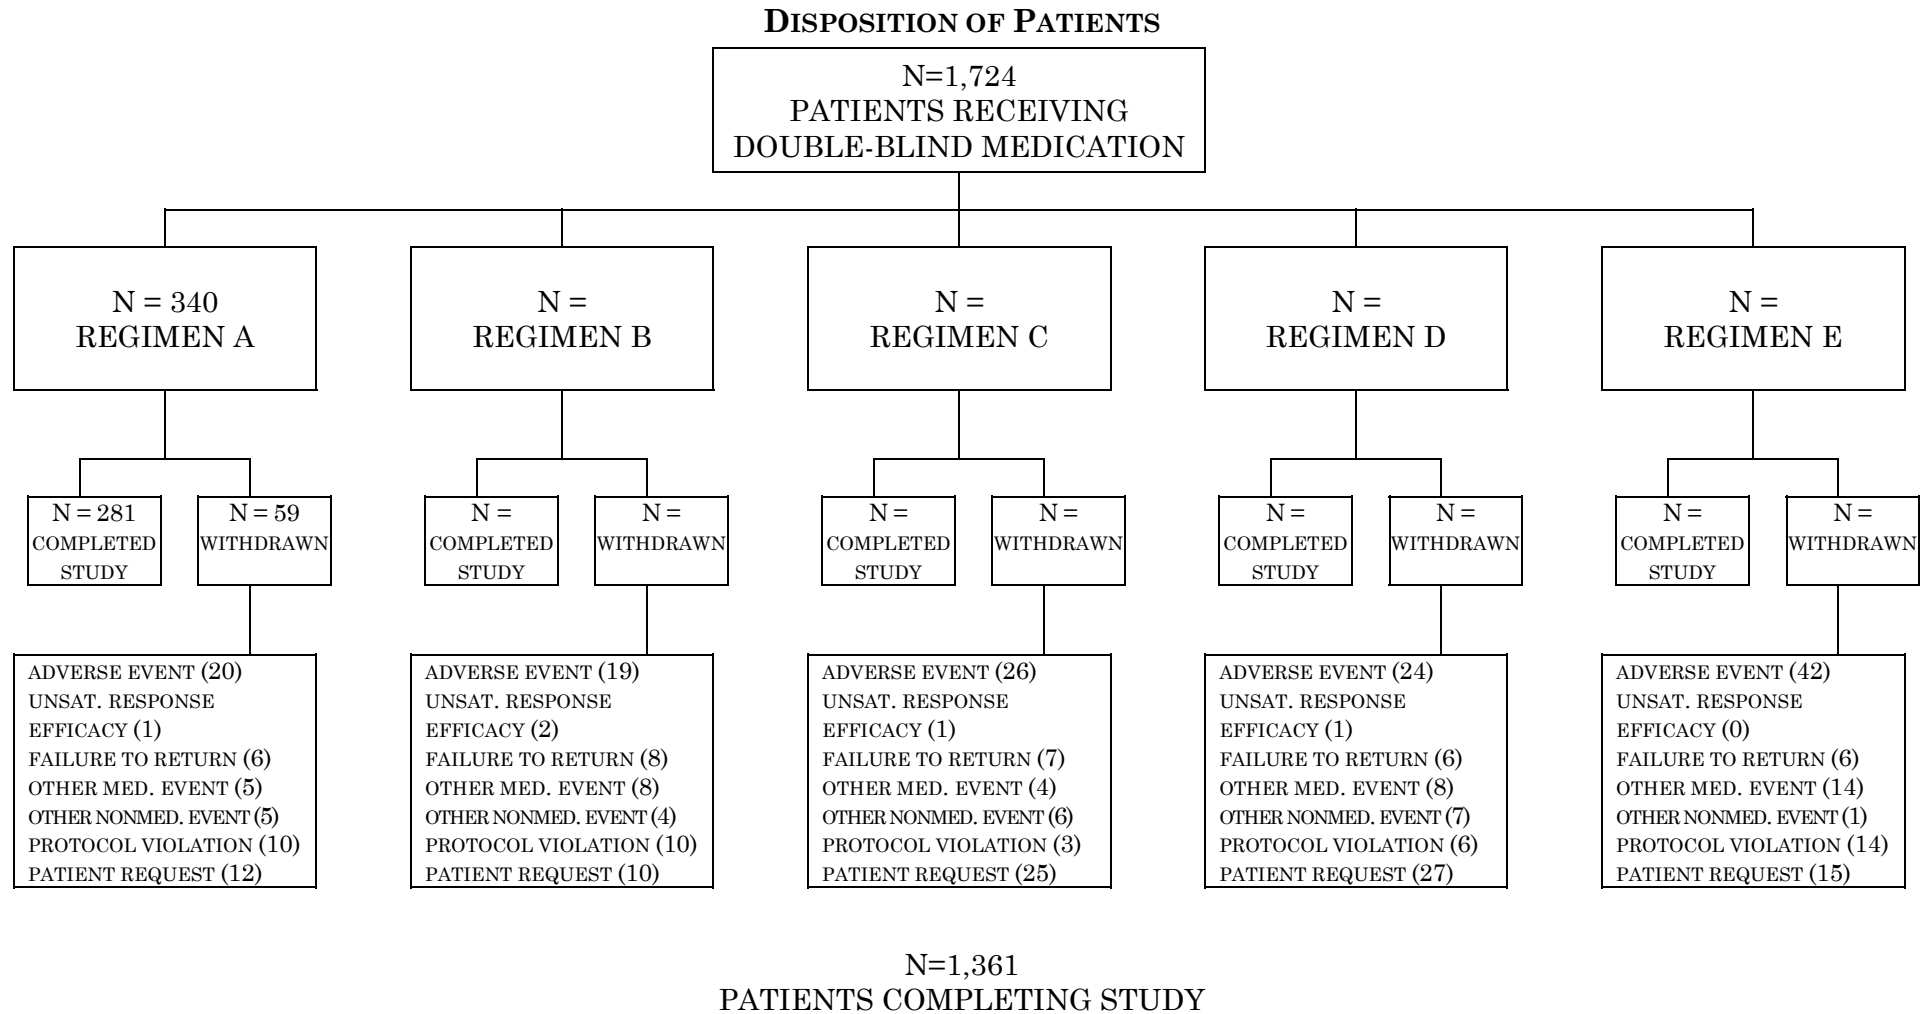 DISPOSITION OF PATIENTS
N=1,724
PATIENTS RECEIVING
DOUBLE-BLIND MEDICATION
N = 340
REGIMEN A
N =
REGIMEN B
N =
REGIMEN C
N =
REGIMEN D
N =
REGIMEN E
N = 281
COMPLETED
STUDY
N = 59
WITHDRAWN
N =
COMPLETED
STUDY
N =
WITHDRAWN
N =
COMPLETED
STUDY
N =
WITHDRAWN
N =
COMPLETED
STUDY
N =
WITHDRAWN
N =
COMPLETED
STUDY
N =
WITHDRAWN
ADVERSE EVENT (20)
UNSAT. RESPONSE
EFFICACY (1)
FAILURE TO RETURN (6)
OTHER MED. EVENT (5)
OTHER NONMED. EVENT (5)
PROTOCOL VIOLATION (10)
PATIENT REQUEST (12)
ADVERSE EVENT (19)
UNSAT. RESPONSE
EFFICACY (2)
FAILURE TO RETURN (8)
OTHER MED. EVENT (8)
OTHER NONMED. EVENT (4)
PROTOCOL VIOLATION (10)
PATIENT REQUEST (10)
ADVERSE EVENT (26)
UNSAT. RESPONSE
EFFICACY (1)
FAILURE TO RETURN (7)
OTHER MED. EVENT (4)
OTHER NONMED. EVENT (6)
PROTOCOL VIOLATION (3)
PATIENT REQUEST (25)
ADVERSE EVENT (24)
UNSAT. RESPONSE
EFFICACY (1)
FAILURE TO RETURN (6)
OTHER MED. EVENT (8)
OTHER NONMED. EVENT (7)
PROTOCOL VIOLATION (6)
PATIENT REQUEST (27)
ADVERSE EVENT (42)
UNSAT. RESPONSE
EFFICACY (0)
FAILURE TO RETURN (6)
OTHER MED. EVENT (14)
OTHER NONMED. EVENT (1)
PROTOCOL VIOLATION (14)
PATIENT REQUEST (15)
N=1,361
PATIENTS COMPLETING STUDY